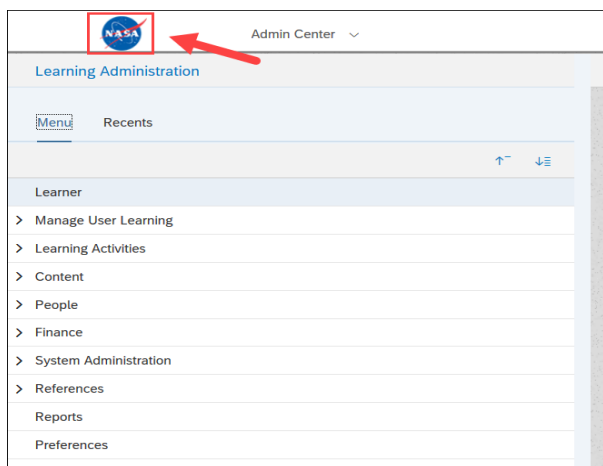 NASA
Admin Center
Learning Administration
Menu Recents
Learner
Manage User Learning
Learning Activities
Content
People
Finance
System Administration
References
Reports
Preferences